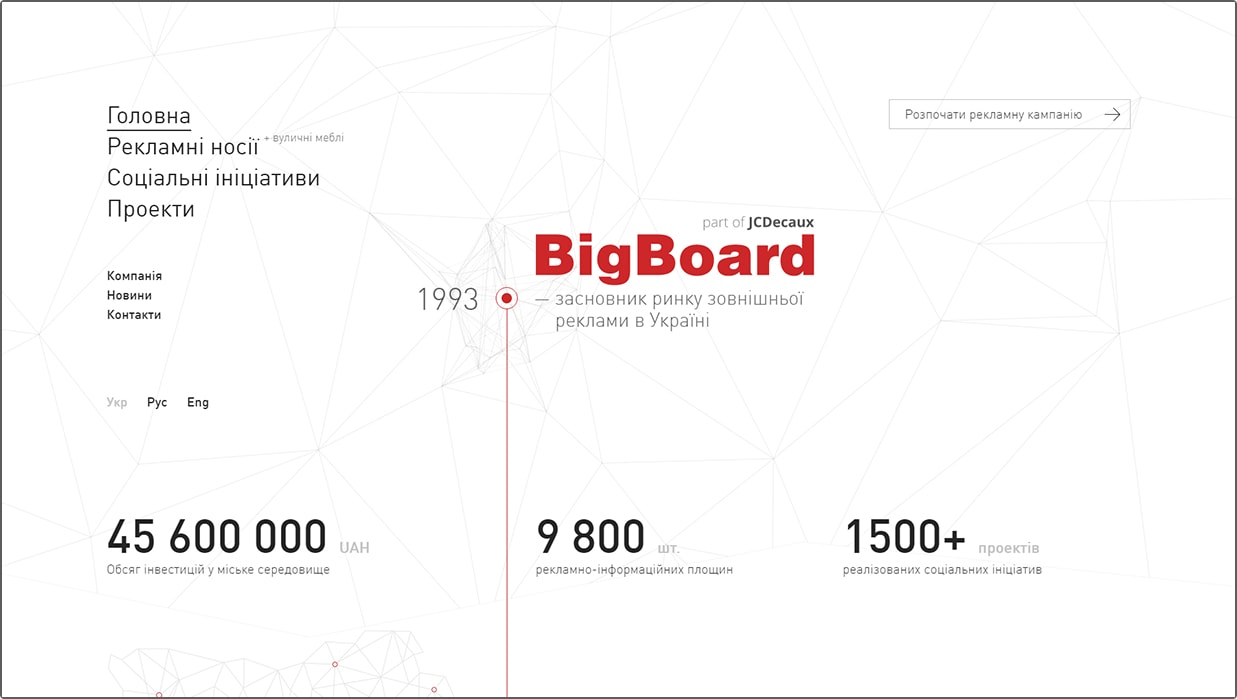 Головна
Рекламні носії + вуличні меблі
Соціальні ініціативи
Проекти
Компанія
Новини
Контакти
Укр Рус Eng
Розпочати рекламну кампанію
part of JCDecaux
BigBoard
1993
— засновник ринку зовнішньої
реклами в Україні
45 600 000 UAH
Обсяг інвестицій у міське середовище
9 800 шт.
рекламно-інформаційних площин
1500+ проектів
реалізованих соціальних ініціатив